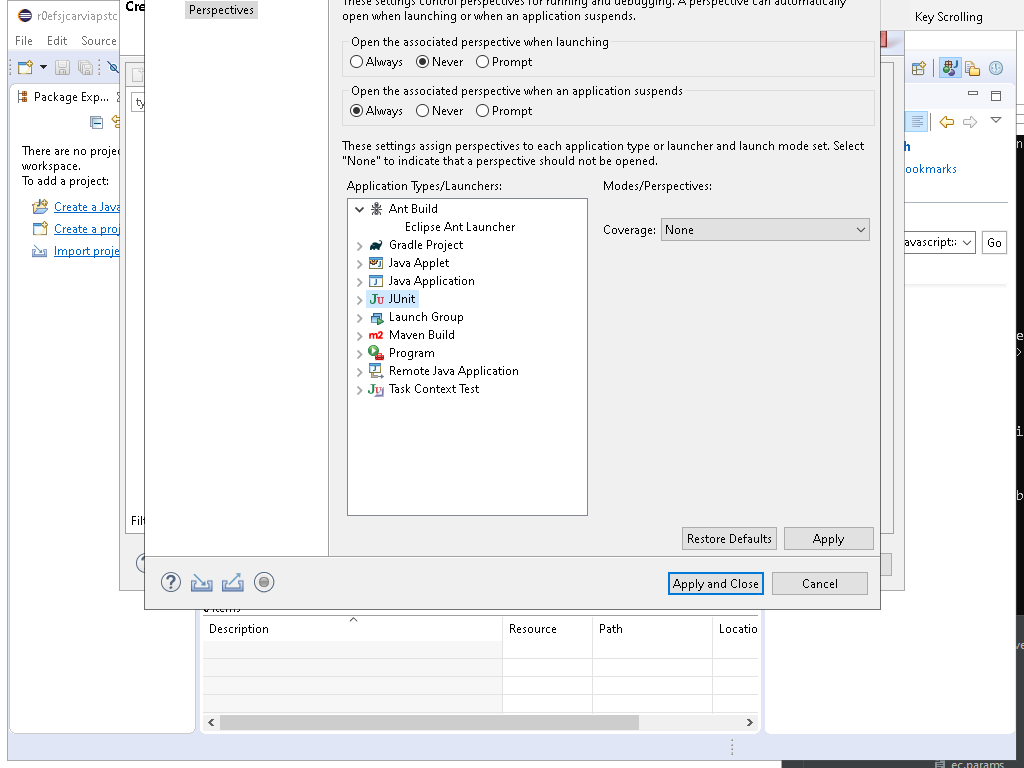 r0efsjcarviapstc
Cre
Perspectives
These settings control perspectives for running and debugging. A perspective can automatically
open when launching or when an application suspends.
Key Scrolling
File Edit Source
Open the associated perspective when launching
Always Never Prompt
Package Exp...
Open the associated perspective when an application suspends
ty
Always Never Prompt
There are no proje
workspace.
To add a project:
These settings assign perspectives to each application type or launcher and launch mode set. Select
"None" to indicate that a perspective should not be opened.
h
ookmarks
Application Types/Launchers: Modes/Perspectives:
Create a Java
Create a proj
Import proje
Ant Build
Eclipse Ant Launcher
Coverage: None
Gradle Project
avascript: Go
Java Applet
Java Application
JUnit
Launch Group
Maven Build
m2
Program
Remote Java Application
Task Context Test
Filt
Restore Defaults Apply
Apply and Close Cancel
Description Resource Path Locatio
ec.params